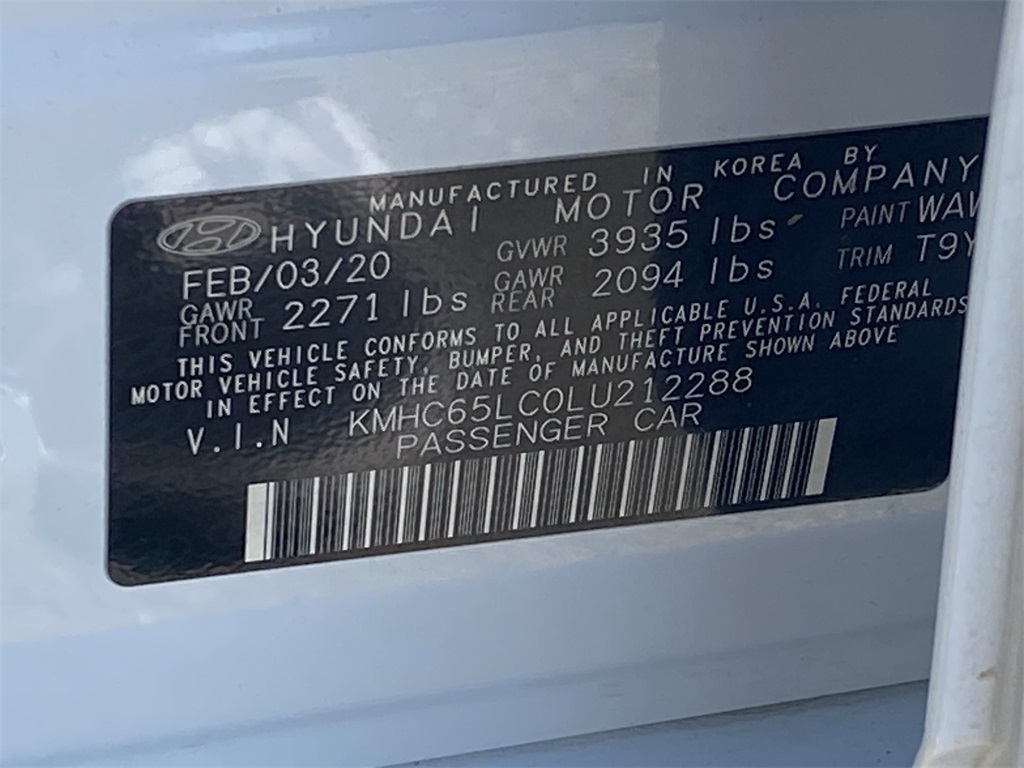 MANUFACTURED IN KOREA BY
HYUNDAI MOTOR COMPANY
FEB/03/20 GVWR 3935 lbs PAINT
GAWR FRONT 2271 lbs GAWR REAR 2094 lbs TRIM
THIS VEHICLE CONFORMS TO ALL APPLICABLE U.S.A. FEDERAL
MOTOR VEHICLE SAFETY, BUMPER, AND THEFT PREVENTION STANDARDS
IN EFFECT ON THE DATE OF MANUFACTURE SHOWN ABOVE
V.I.N KMHC65LC0LU212288
PASSENGER CAR